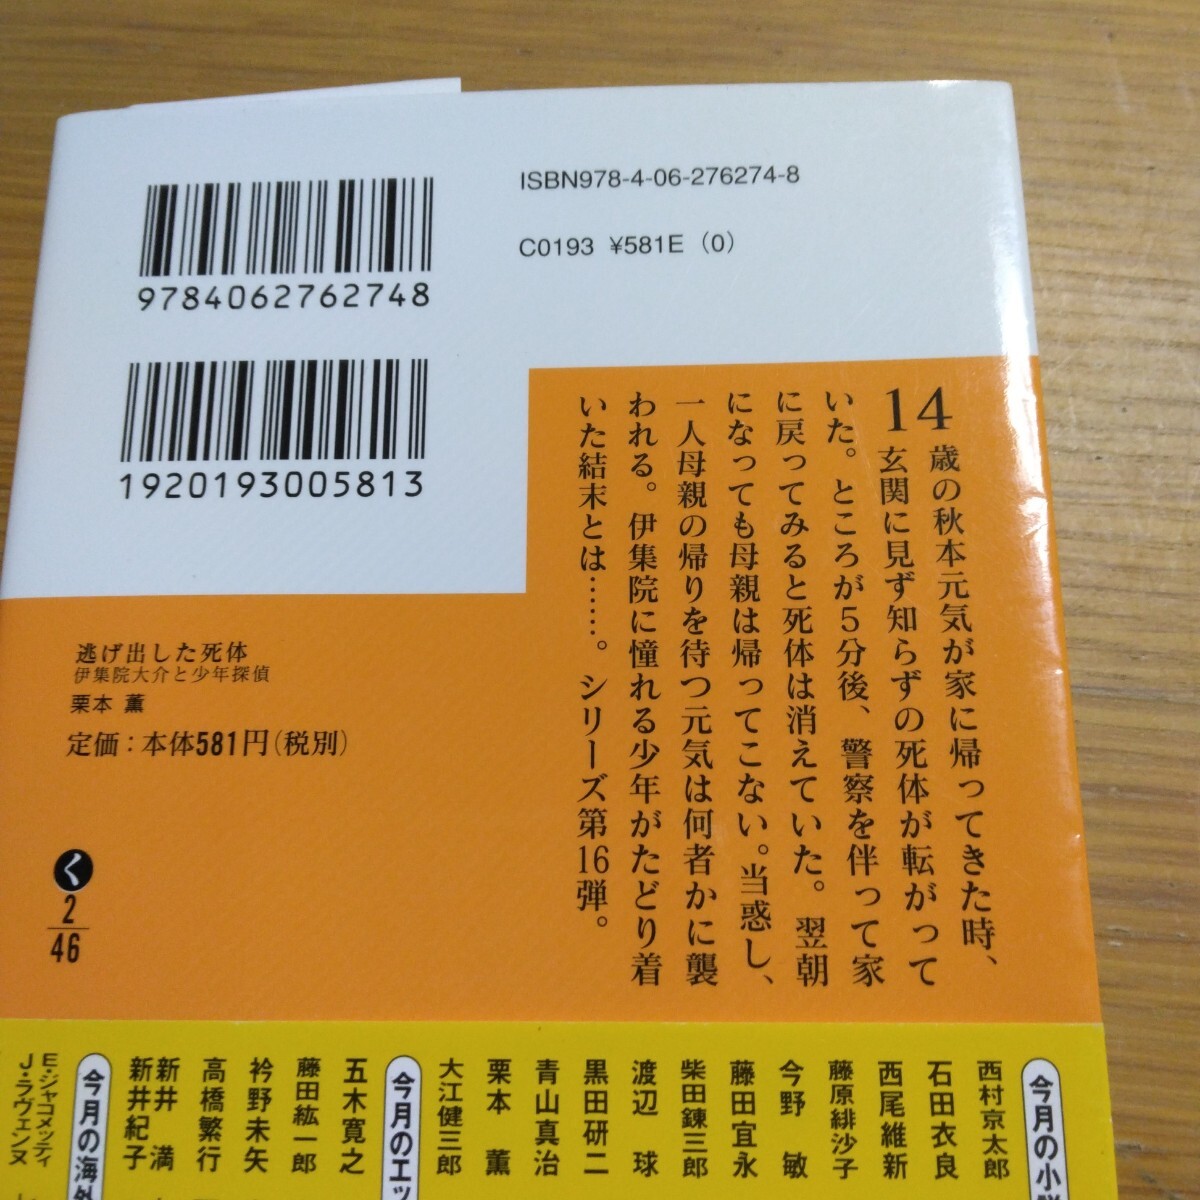 ISBN978-4-06-276274-8
C0193 ¥581E (0)
9784062762748
1920193005813
14歳の秋本元気が家に帰ってきた時、
玄関に見ず知らずの死体が転がって
いた。ところが5分後、警察を伴って家
に戻ってみると死体は消えていた。翌朝
になっても母親は帰ってこない。当惑し、
一人母親の帰りを待つ元気は何者かに襲
われる。伊集院に憧れる少年がたどり着
いた結末とは……。シリーズ第16弾。
逃げ出した死体
伊集院大介と少年探偵
栗本 薫
定価：本体581円(税別)
く
2
46
今月の小
西村京太郎
石田衣良
西尾維新
藤原緋沙子
今野 敏
藤田宜永
柴田錬三郎
渡辺 球
黒田研二
青山真治
栗本 薫
大江健三郎
今月のエッ
五木寛之
藤田紘一郎
衿野未矢
高橋繁行
新井 満
新井紀子
今月の海外
E・ジャコメッティ
J・ラヴェンヌ